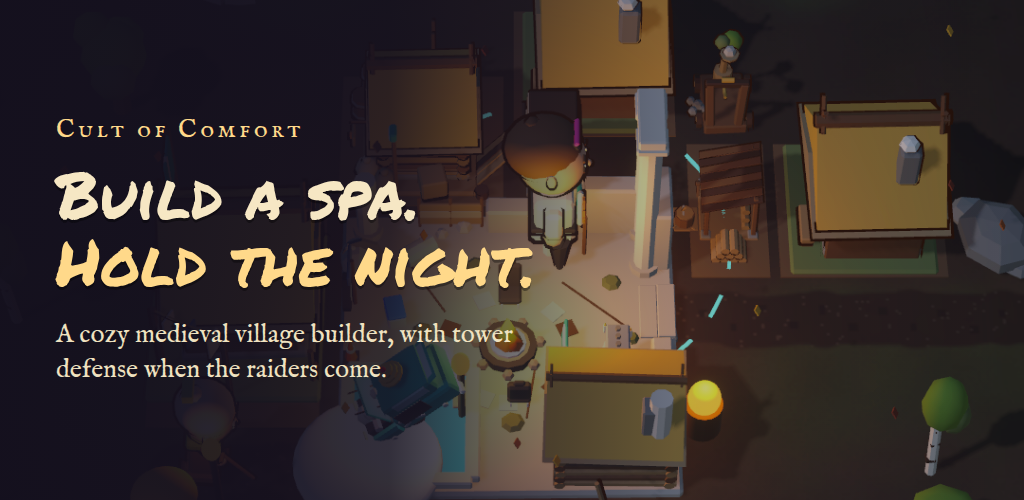 Cult of Comfort
Build a spa.
Hold the night.
A cozy medieval village builder, with tower
defense when the raiders come.